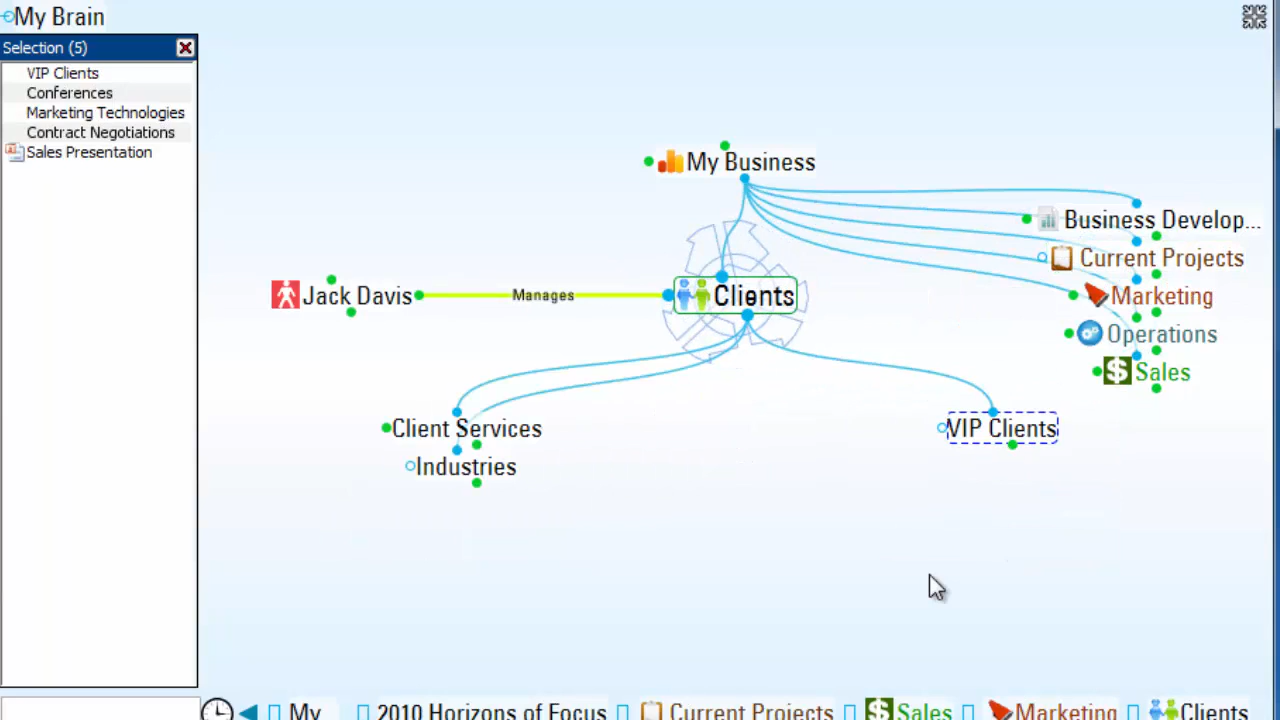 My Brain
Selection (5)
VIP Clients
Conferences
Marketing Technologies
Contract Negotiations
Sales Presentation
My Business
Business Develop...
Current Projects
Jack Davis
Manages
Clients
Marketing
Operations
Sales
Client Services
VIP Clients
Industries
My
2010 Horizons of Focus
Current Projects
Sales
Marketing
Clients